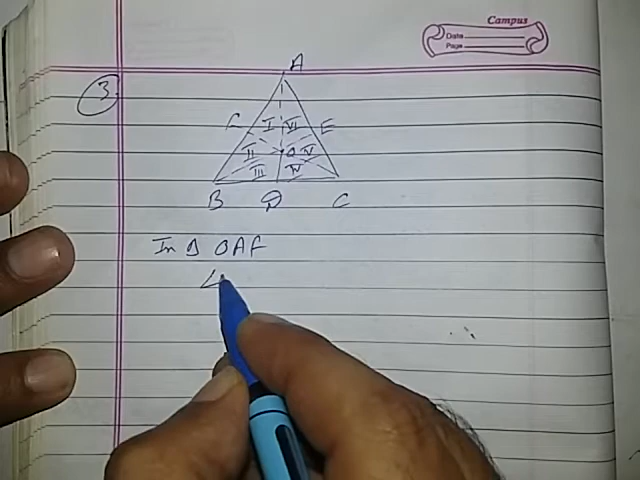 Campus
Date
Page
3
A
F I VI E
II O V
III IV
B D C
In Δ OAF
∠